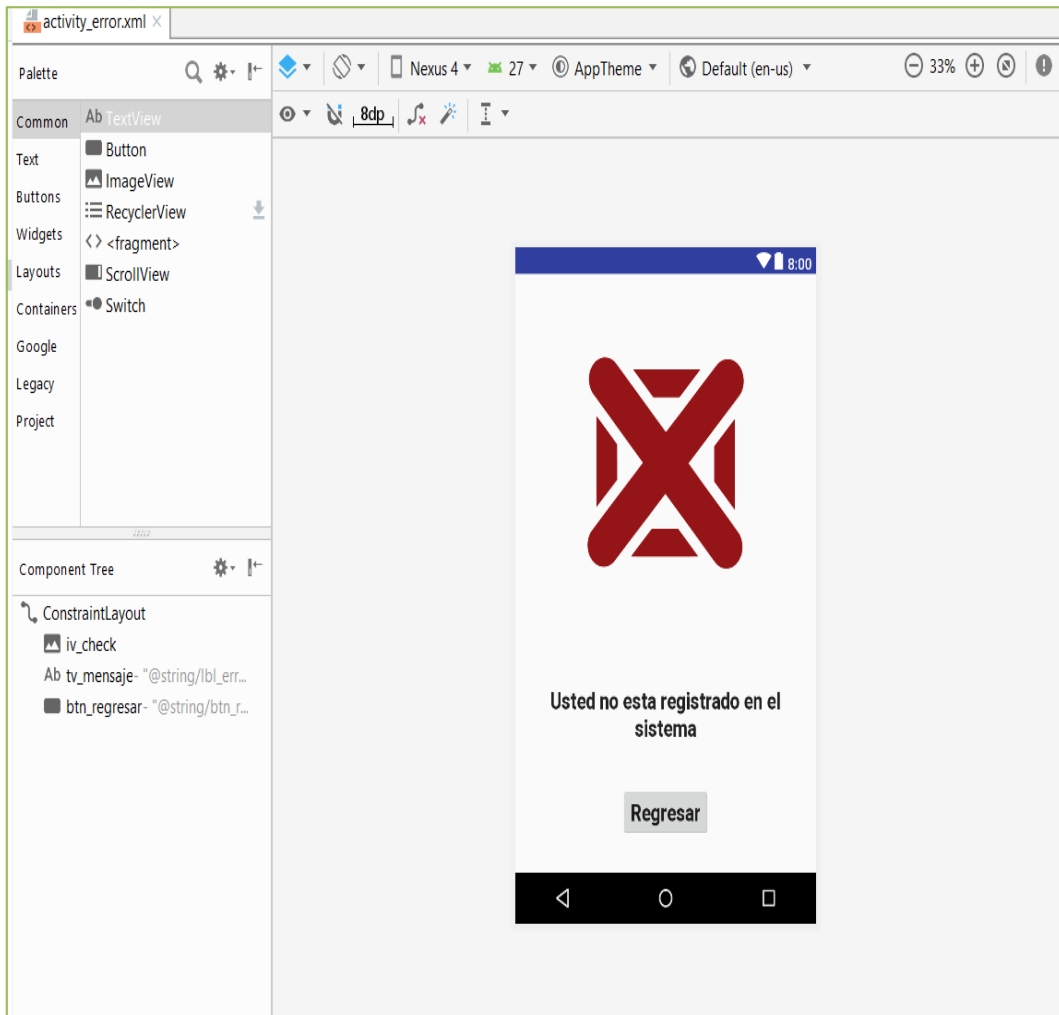 activity_error.xml
Palette
Nexus 4
27
AppTheme
Default (en-us)
33%
8dp
Common
Text
Buttons
Widgets
Layouts
Containers
Google
Legacy
Project
Ab TextView
Button
ImageView
RecyclerView
<fragment>
ScrollView
Switch
8:00
Usted no esta registrado en el
sistema
Regresar
Component Tree
ConstraintLayout
iv_check
Ab tv_mensaje- "@string/lbl_err...
btn_regresar- "@string/btn_r...